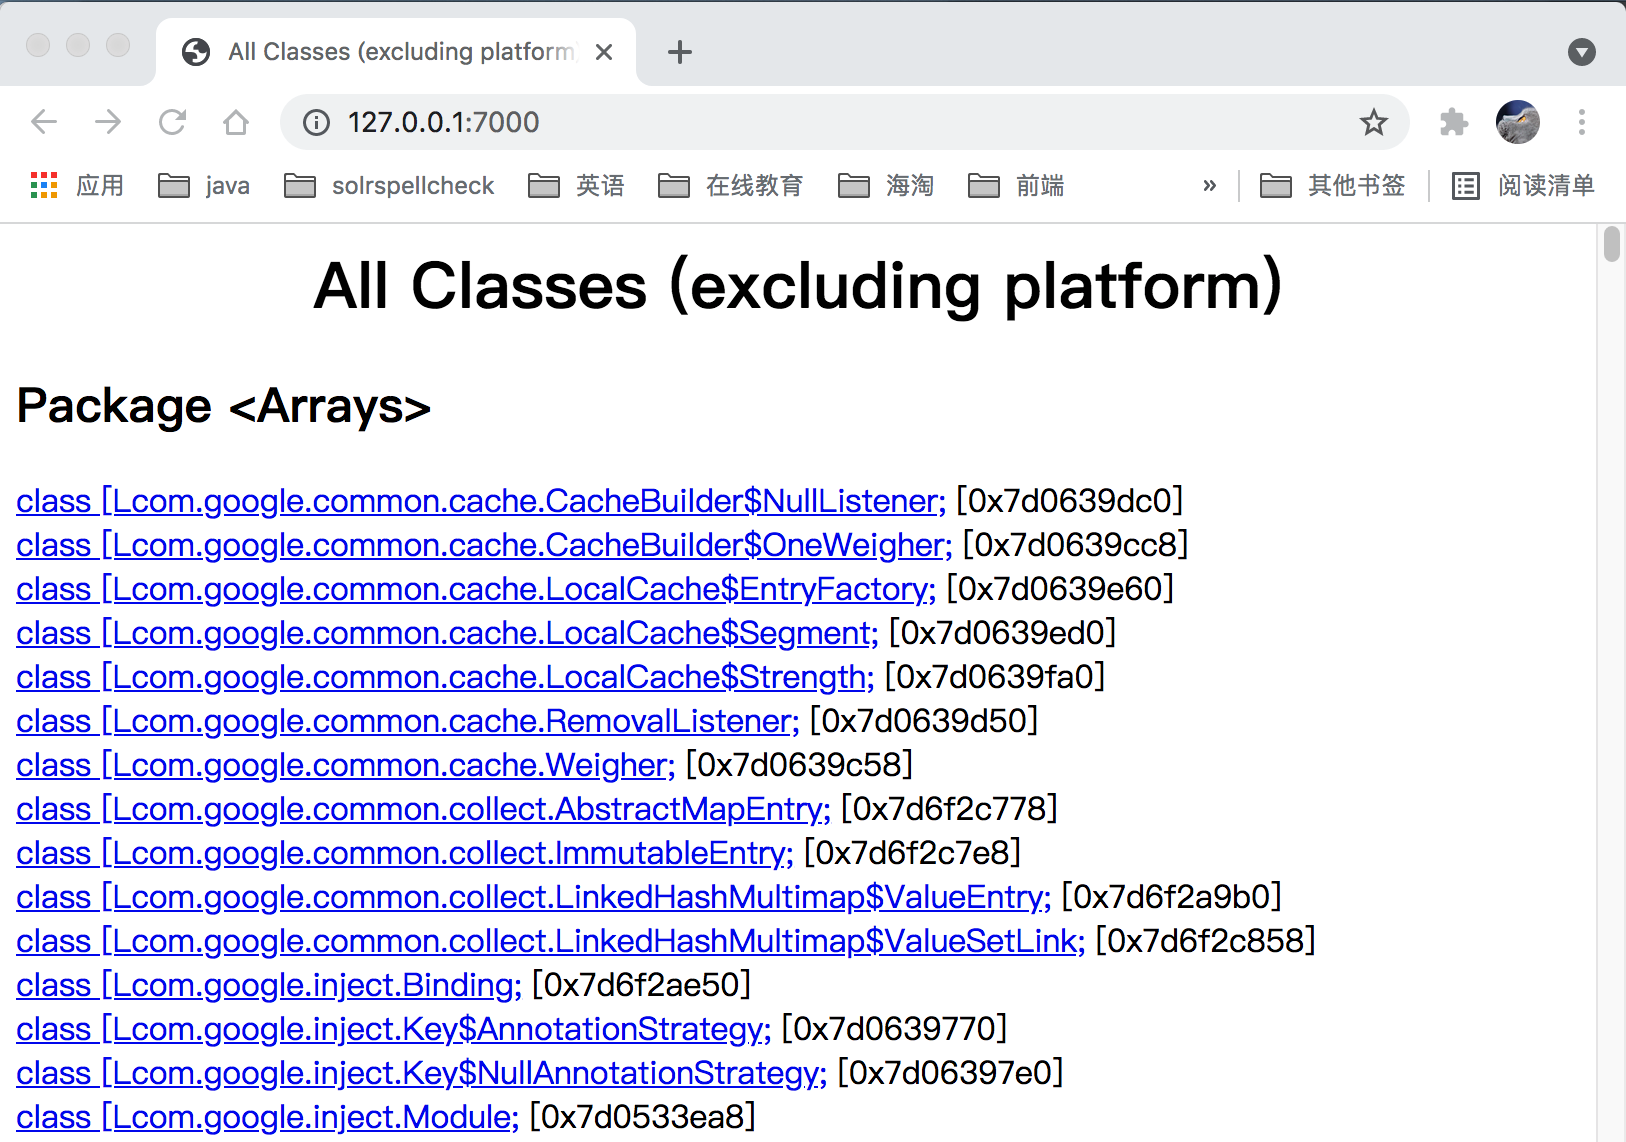 All Classes (excluding platform)
127.0.0.1:7000
应用 java solrspellcheck 英语 在线教育 海淘 前端 » 其他书签 阅读清单
All Classes (excluding platform)
Package <Arrays>
class [Lcom.google.common.cache.CacheBuilder$NullListener; [0x7d0639dc0]
class [Lcom.google.common.cache.CacheBuilder$OneWeigher; [0x7d0639cc8]
class [Lcom.google.common.cache.LocalCache$EntryFactory; [0x7d0639e60]
class [Lcom.google.common.cache.LocalCache$Segment; [0x7d0639ed0]
class [Lcom.google.common.cache.LocalCache$Strength; [0x7d0639fa0]
class [Lcom.google.common.cache.RemovalListener; [0x7d0639d50]
class [Lcom.google.common.cache.Weigher; [0x7d0639c58]
class [Lcom.google.common.collect.AbstractMapEntry; [0x7d6f2c778]
class [Lcom.google.common.collect.ImmutableEntry; [0x7d6f2c7e8]
class [Lcom.google.common.collect.LinkedHashMultimap$ValueEntry; [0x7d6f2a9b0]
class [Lcom.google.common.collect.LinkedHashMultimap$ValueSetLink; [0x7d6f2c858]
class [Lcom.google.inject.Binding; [0x7d6f2ae50]
class [Lcom.google.inject.Key$AnnotationStrategy; [0x7d0639770]
class [Lcom.google.inject.Key$NullAnnotationStrategy; [0x7d06397e0]
class [Lcom.google.inject.Module; [0x7d0533ea8]